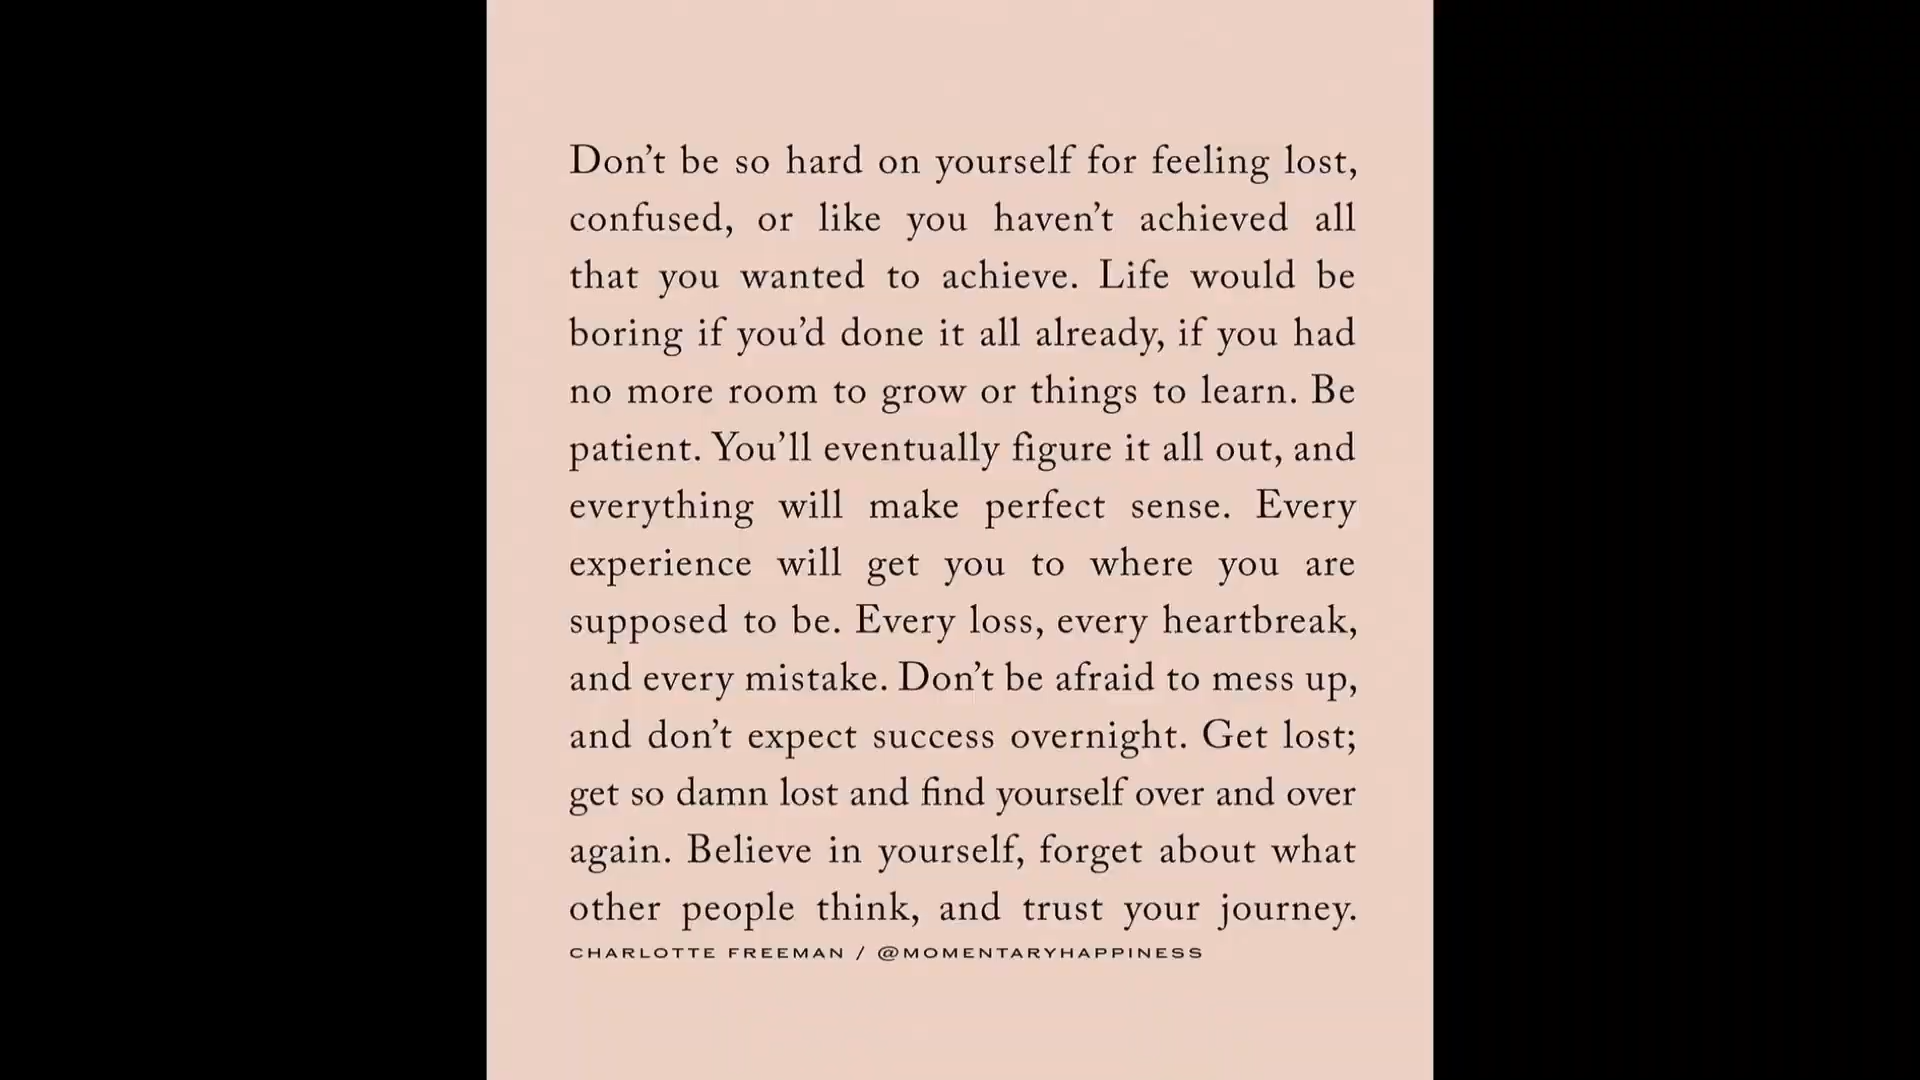 Don’t be so hard on yourself for feeling lost,
confused, or like you haven’t achieved all
that you wanted to achieve. Life would be
boring if you’d done it all already, if you had
no more room to grow or things to learn. Be
patient. You’ll eventually figure it all out, and
everything will make perfect sense. Every
experience will get you to where you are
supposed to be. Every loss, every heartbreak,
and every mistake. Don’t be afraid to mess up,
and don’t expect success overnight. Get lost;
get so damn lost and find yourself over and over
again. Believe in yourself, forget about what
other people think, and trust your journey.
CHARLOTTE FREEMAN / @MOMENTARYHAPPINESS